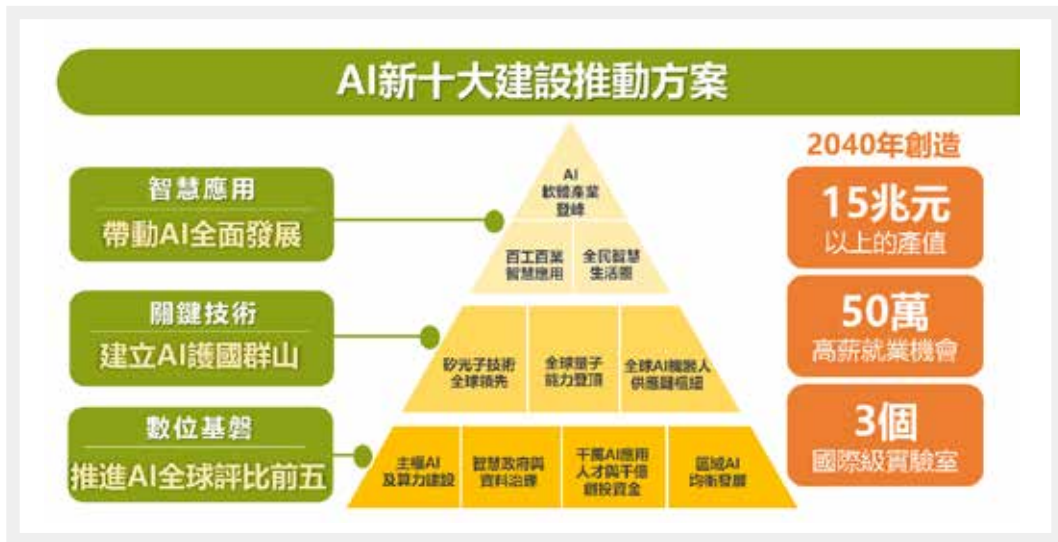 AI新十大建設推動方案
智慧應用
帶動AI全面發展
關鍵技術
建立AI護國群山
數位基磐
推進AI全球評比前五
AI
軟體產業
登峰
百工百業
智慧應用
全民智慧
生活圈
矽光子技術
全球領先
全球量子
能力登頂
全球AI機器人
供應鏈樞紐
主權AI
及算力建設
智慧政府與
資料治理
千萬AI應用
人才與千億
創投資金
區域AI
均衡發展
2040年創造
15兆元
以上的產值
50萬
高薪就業機會
3個
國際級實驗室